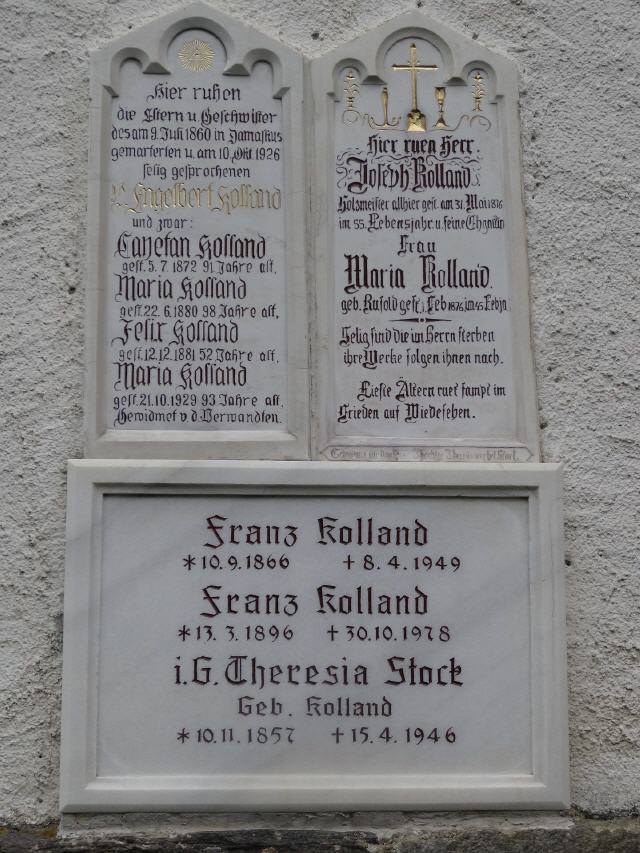 Hier ruhen
die Eltern u. Geschwister
des am 9. Juli 1860 in Damaskus
gemarterten u. am 10. Okt. 1926
selig gesprochenen
P. Engelbert Kolland
und zwar:
Cajetan Kolland
gest. 5.7.1872 91 Jahre alt.
Maria Kolland
gest. 22.6.1880 98 Jahre alt.
Felix Kolland
gest. 12.12.1881 52 Jahre alt.
Maria Kolland
gest. 21.10.1929 93 Jahre alt.
Gewidmet v. d. Verwandten.
Hier ruen Herr.
Joseph Kolland
Holzmeister allhier gest. am 31. Mai 1876
im 55. Lebensjahr. u. seine Ehgattin
Frau
Maria Kolland.
geb. Rufold gest.
Selig sind die im Herrn sterben
ihre Werke folgen ihnen nach.
Lieste Ältern ruet sampt im
Frieden auf Wiedeseben.
Franz Kolland
*10.9.1866 +8.4.1949
Franz Kolland
*13.3.1896 +30.10.1978
i.G. Theresia Stock
Geb. Kolland
*10.11.1857 +15.4.1946